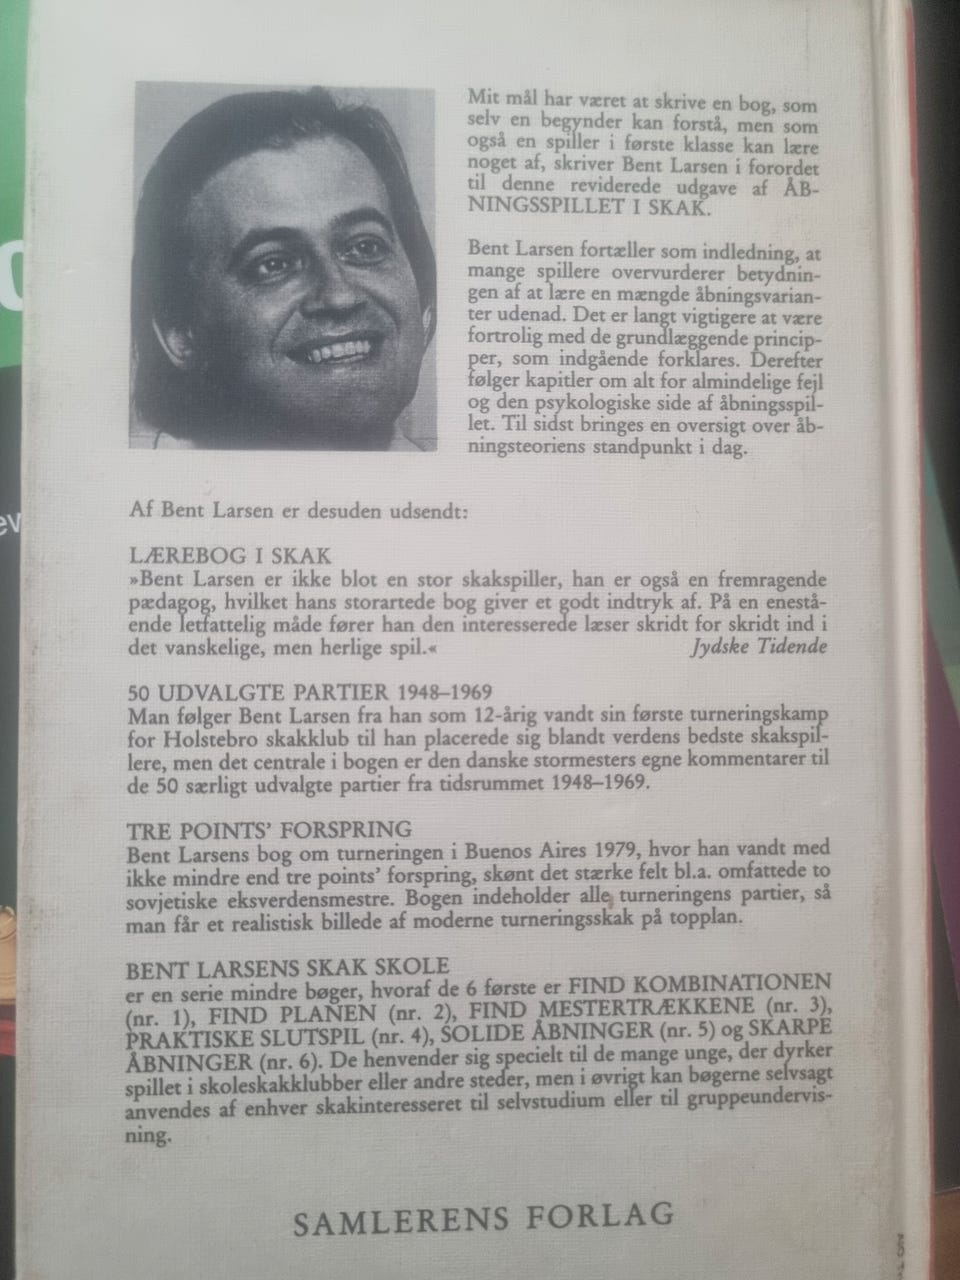 Mit mål har været at skrive en bog, som
selv en begynder kan forstå, men som
også en spiller i første klasse kan lære
noget af, skriver Bent Larsen i forordet
til denne reviderede udgave af ÅB-
NINGSSPILLET I SKAK.
Bent Larsen fortæller som indledning, at
mange spillere overvurderer betydnin-
gen af at lære en mængde åbningsvarian-
ter udenad. Det er langt vigtigere at være
fortrolig med de grundlæggende princip-
per, som indgående forklares. Derefter
følger kapitler om alt for almindelige fejl
og den psykologiske side af åbningsspil-
let. Til sidst bringes en oversigt over åb-
ningsteoriens standpunkt i dag.
Af Bent Larsen er desuden udsendt:
LÆREBOG I SKAK
»Bent Larsen er ikke blot en stor skakspiller, han er også en fremragende
pædagog, hvilket hans storartede bog giver et godt indtryk af. På en enestå-
ende letfattelig måde fører han den interesserede læser skridt for skridt ind i
det vanskelige, men herlige spil.« Jydske Tidende
50 UDVALGTE PARTIER 1948–1969
Man følger Bent Larsen fra han som 12-årig vandt sin første turneringskamp
for Holstebro skakklub til han placerede sig blandt verdens bedste skakspil-
lere, men det centrale i bogen er den danske stormesters egne kommentarer til
de 50 særligt udvalgte partier fra tidsrummet 1948–1969.
TRE POINTS' FORSPRING
Bent Larsens bog om turneringen i Buenos Aires 1979, hvor han vandt med
ikke mindre end tre points' forspring, skønt det stærke felt bl.a. omfattede to
sovjetiske eksverdensmestre. Bogen indeholder alle turneringens partier, så
man får et realistisk billede af moderne turneringsskak på topplan.
BENT LARSENS SKAK SKOLE
er en serie mindre bøger, hvoraf de 6 første er FIND KOMBINATIONEN
(nr. 1), FIND PLANEN (nr. 2), FIND MESTERTRÆKKENE (nr. 3),
PRAKTISKE SLUTSPIL (nr. 4), SOLIDE ÅBNINGER (nr. 5) og SKARPE
ÅBNINGER (nr. 6). De henvender sig specielt til de mange unge, der dyrker
spillet i skoleskakklubber eller andre steder, men i øvrigt kan bøgerne selvsagt
anvendes af enhver skakinteresseret til selvstudium eller til gruppeundervis-
ning.
SAMLERENS FORLAG